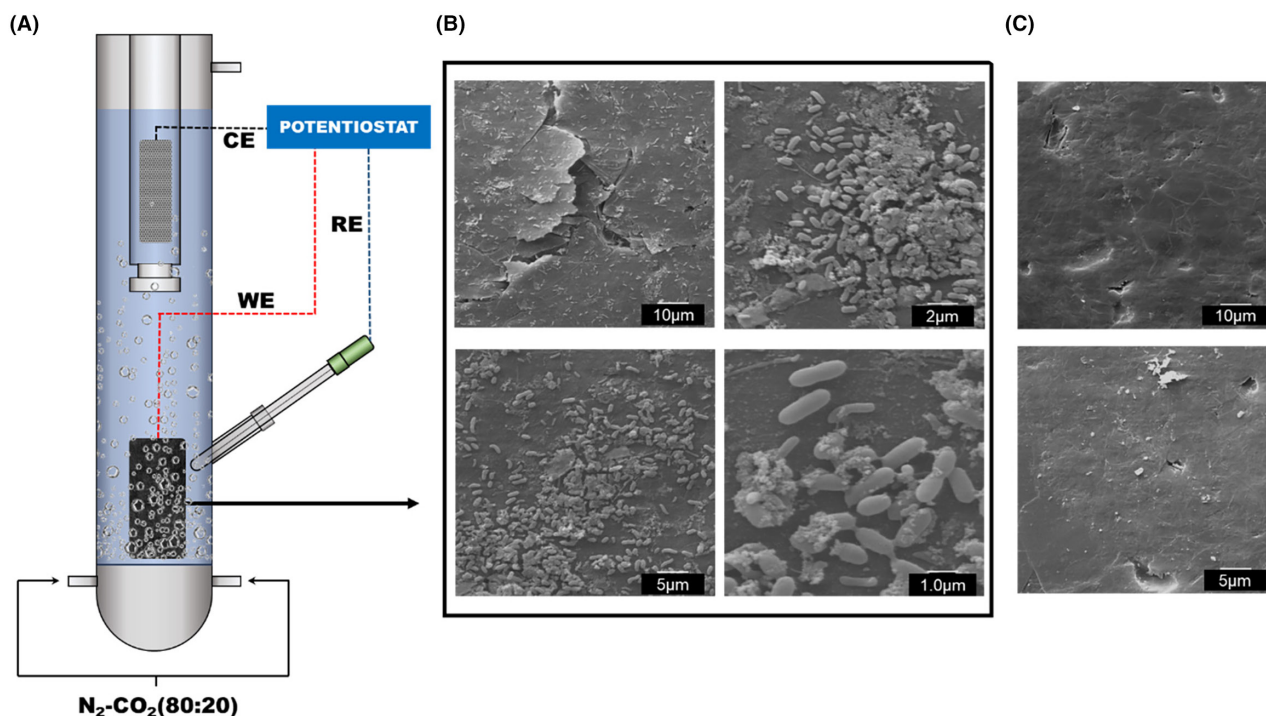 (A)
(B)
(C)
POTENTIOSTAT
CE
RE
WE
10µm
2µm
10µm
5µm
1.0µm
5µm
N₂-CO₂(80:20)